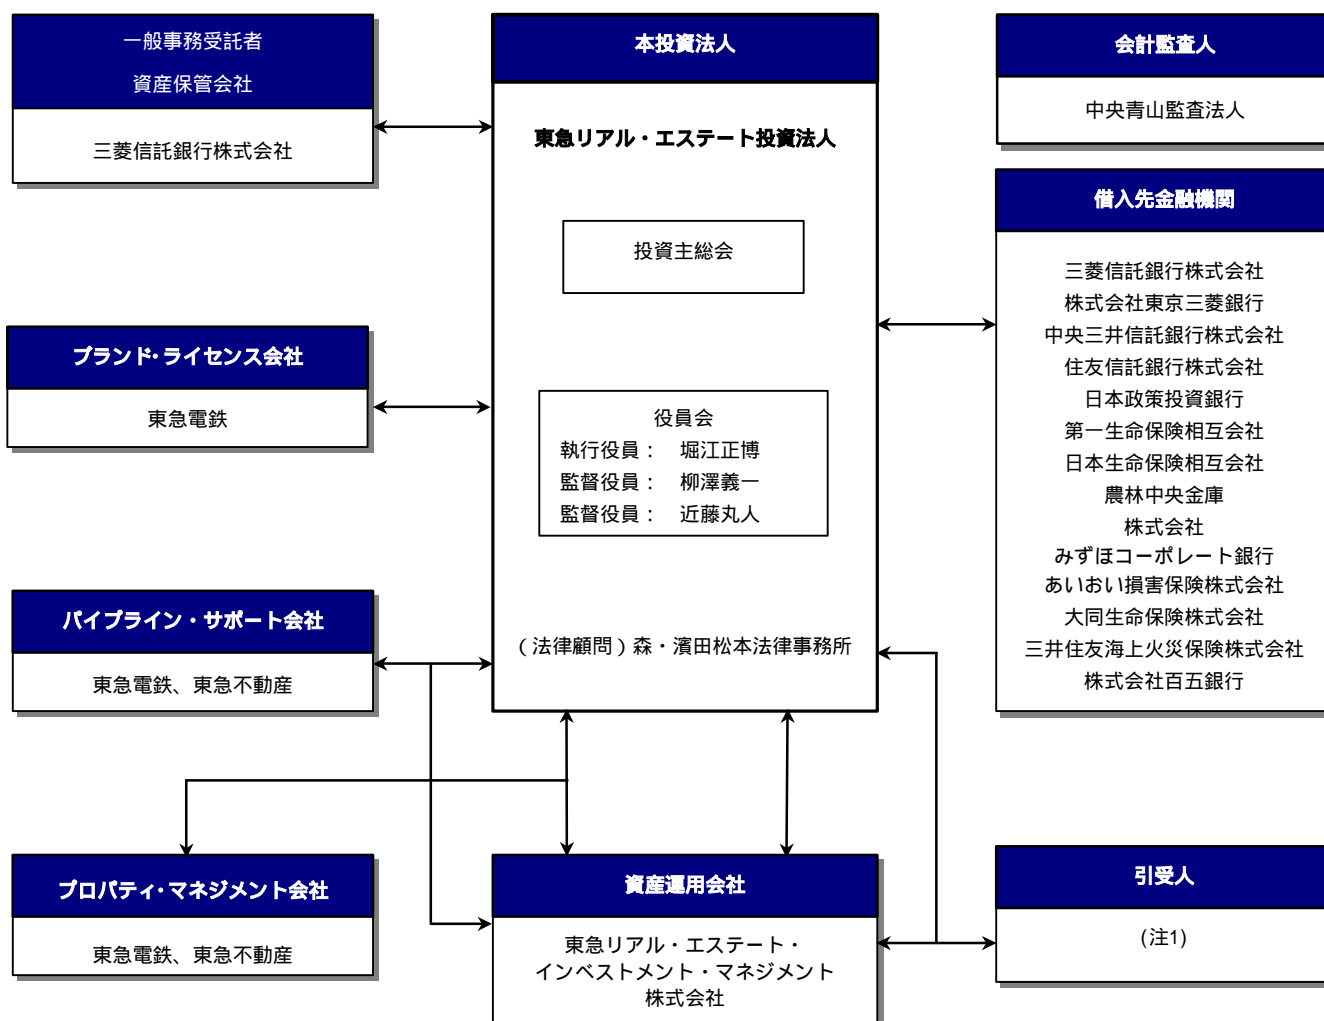 一般事務受託者
資産保管会社
三菱信託銀行株式会社
本投資法人
東急リアル・エステート投資法人
投資主総会
役員会
執行役員： 堀江正博
監督役員： 柳澤義一
監督役員： 近藤丸人
（法律顧問）森・濱田松本法律事務所
会計監査人
中央青山監査法人
借入先金融機関
三菱信託銀行株式会社
株式会社東京三菱銀行
中央三井信託銀行株式会社
住友信託銀行株式会社
日本政策投資銀行
第一生命保険相互会社
日本生命保険相互会社
農林中央金庫
株式会社
みずほコーポレート銀行
あいおい損害保険株式会社
大同生命保険株式会社
三井住友海上火災保険株式会社
株式会社百五銀行
ブランド・ライセンス会社
東急電鉄
パイプライン・サポート会社
東急電鉄、東急不動産
プロパティ・マネジメント会社
東急電鉄、東急不動産
資産運用会社
東急リアル・エステート・
インベストメント・マネジメント
株式会社
引受人
(注1)